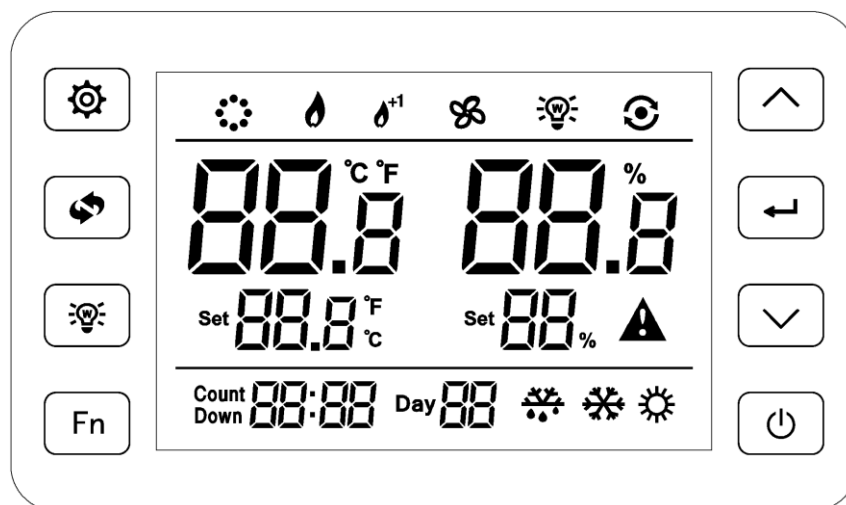 +1
W
℃ ℉
88.8
%
88.8
W
Set 88.8 ℉
℃
Set 88 %
Fn
Count
Down 88:88
Day 88